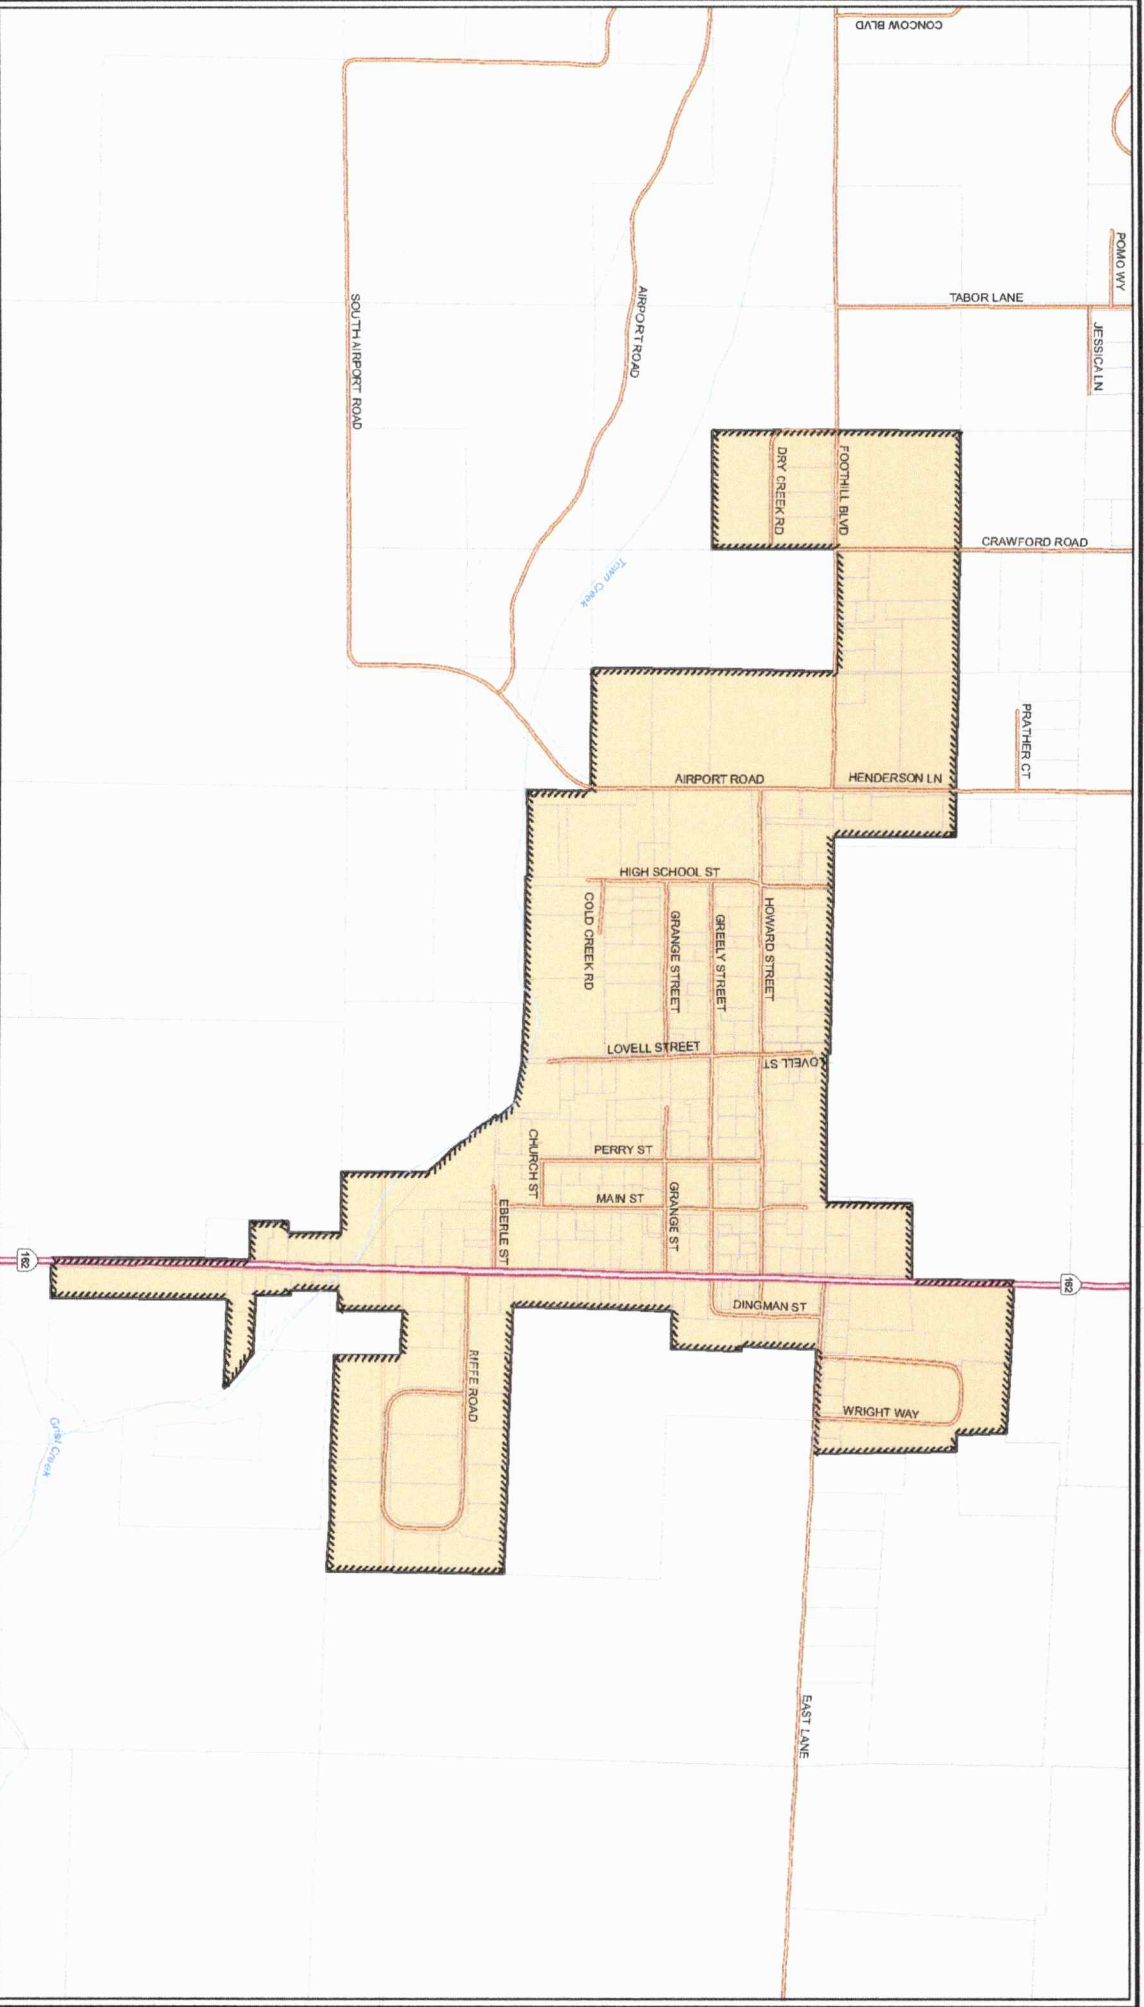 CONCOW BLVD
POMO WY
TABOR LANE
JESSICA LN
SOUTH AIRPORT ROAD
AIRPORT ROAD
DRY CREEK RD
FOOTHILL BLVD
CRAWFORD ROAD
Town Creek
PRATHER CT
AIRPORT ROAD
HENDERSON LN
HIGH SCHOOL ST
COLD CREEK RD
GRANGE STREET
GREELY STREET
HOWARD STREET
LOVELL STREET
LOVELL ST
CHURCH ST
PERRY ST
MAIN ST
GRANGE ST
EBERLE ST
162
162
DINGMAN ST
RIFFE ROAD
WRIGHT WAY
Grist Creek
EAST LANE